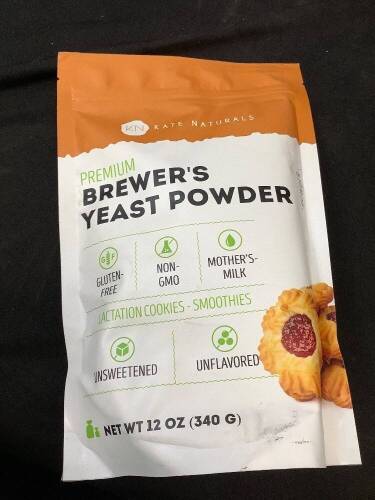 KN KATE NATURALS
PREMIUM
BREWER'S
YEAST POWDER
GF
GLUTEN-
FREE
NON-
GMO
MOTHER'S-
MILK
LACTATION COOKIES - SMOOTHIES
UNSWEETENED
UNFLAVORED
NET WT 12 OZ (340 G)